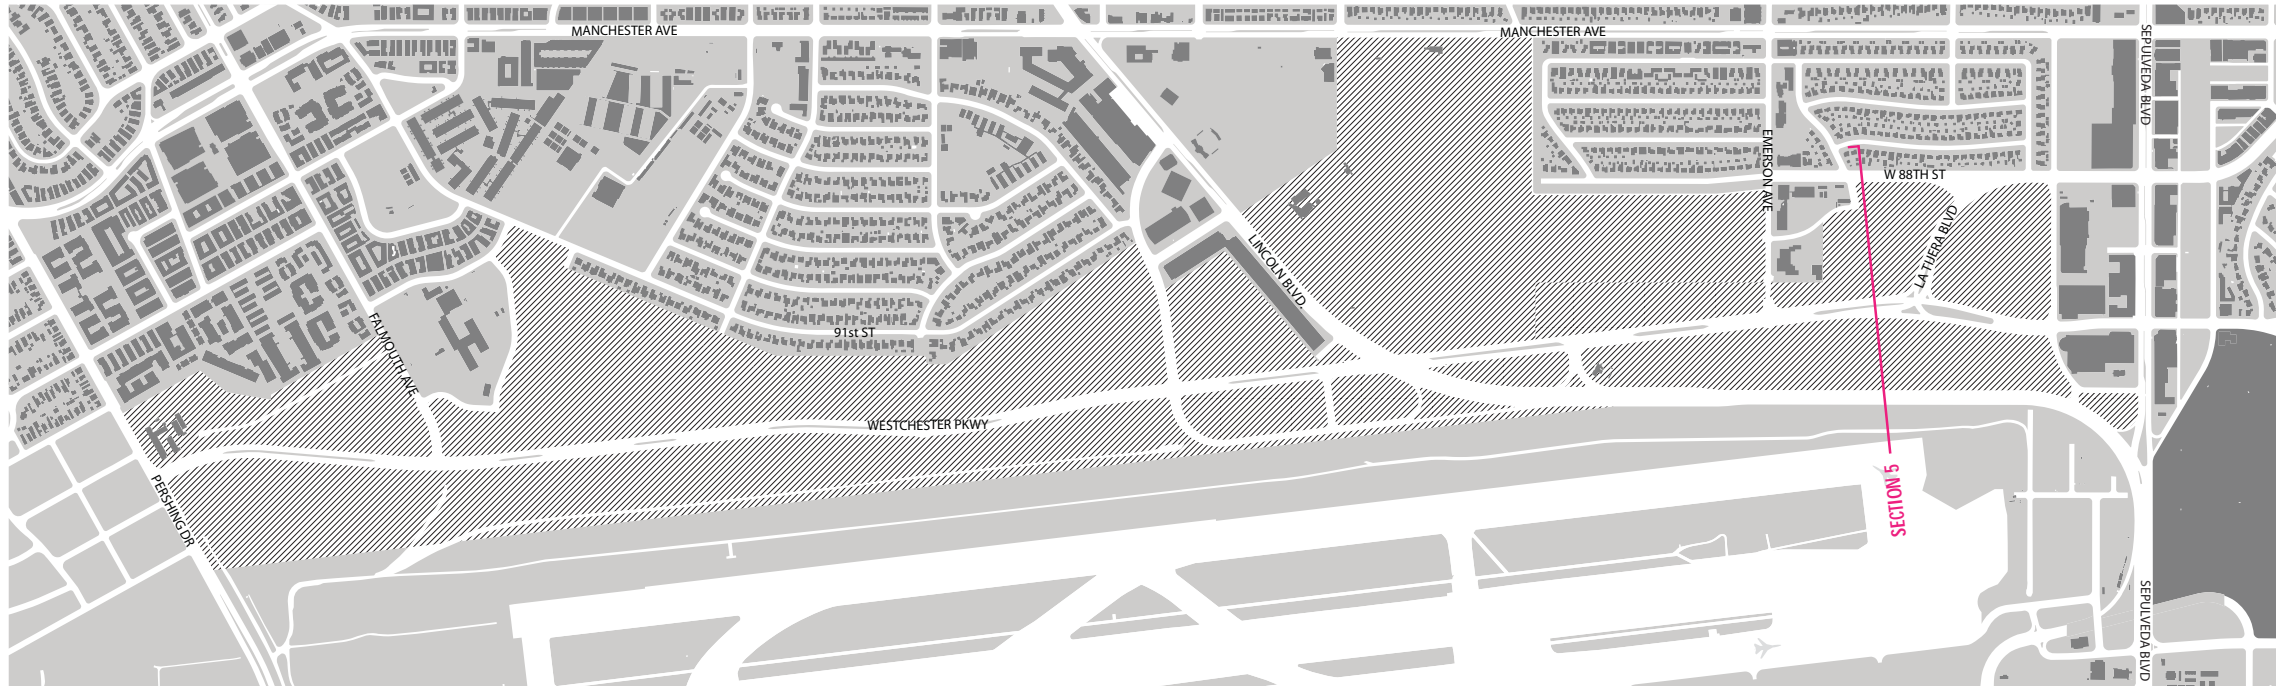 MANCHESTER AVE
MANCHESTER AVE
SEPULVEDA BLVD
EMERSON AVE
W 88TH ST
LA TIJERA BLVD
LINCOLN BLVD
91st ST
FALMOUTH AVE
WESTCHESTER PKWY
PERSHING DR
SECTION 5
SEPULVEDA BLVD